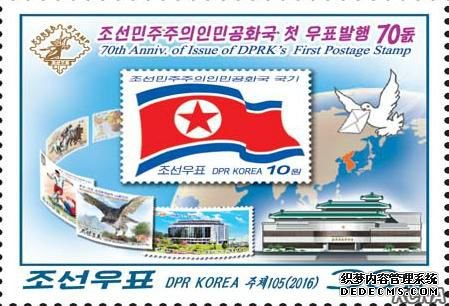 조선민주주의인민공화국 첫 우표발행 70돐
70th Anniv. of Issue of DPRK's First Postage Stamp
조선민주주의인민공화국 국기
조선우표 DPR KOREA 10원
조선우표 DPR KOREA 주체105(2016)
织梦内容管理系统
DEDECMS.COM